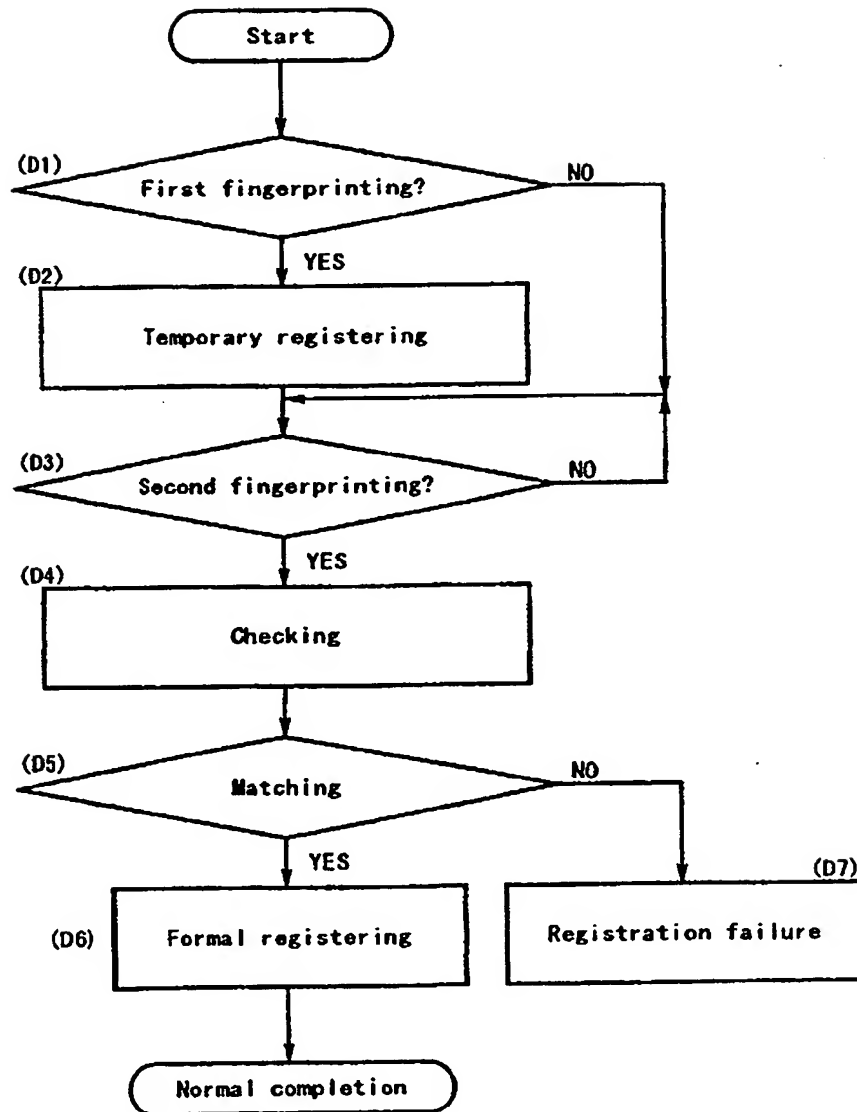 Start
(D1)
First fingerprinting?
NO
YES
(D2)
Temporary registering
(D3)
Second fingerprinting?
NO
YES
(D4)
Checking
(D5)
Matching
NO
YES
(D7)
(D6)
Formal registering
Registration failure
Normal completion